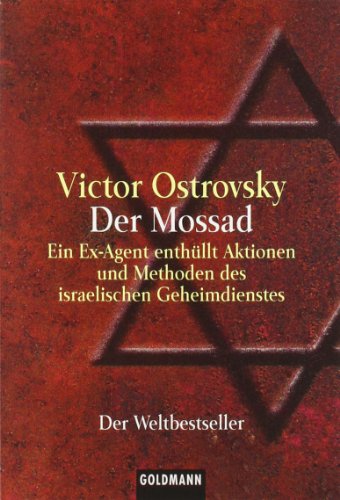 Victor Ostrovsky
Der Mossad
Ein Ex-Agent enthüllt Aktionen
und Methoden des
israelischen Geheimdienstes
Der Weltbestseller
GOLDMANN